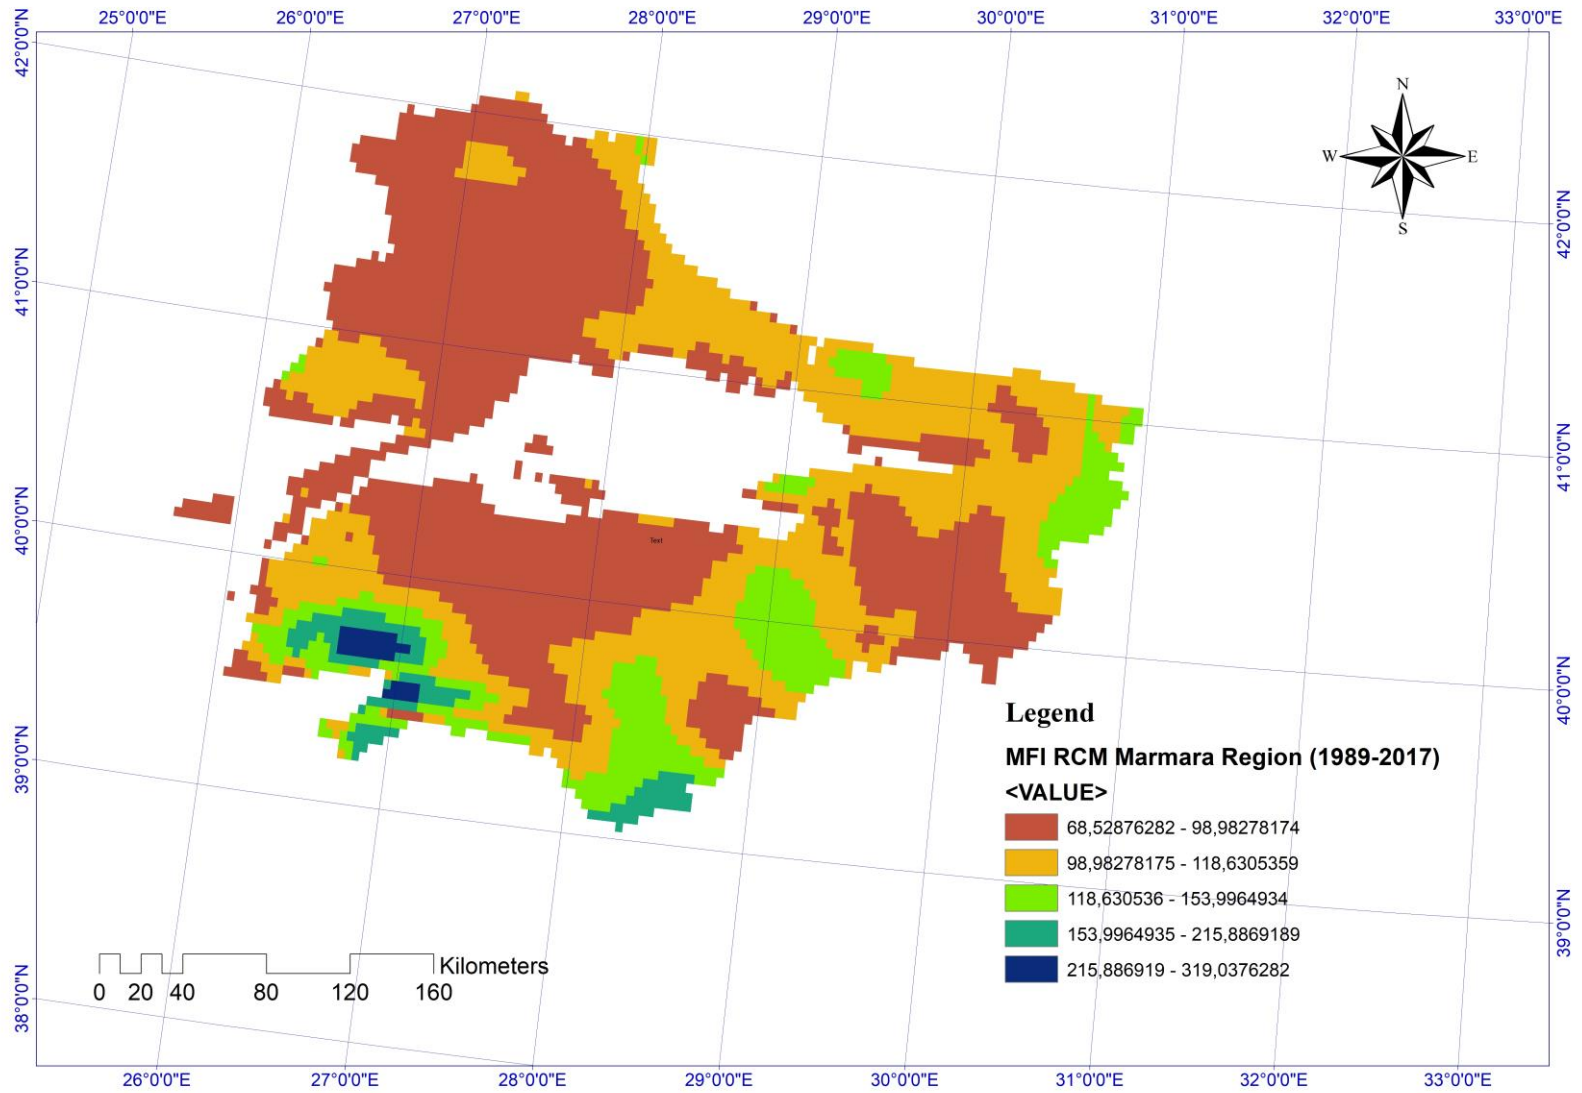 25°0'0"E 26°0'0"E 27°0'0"E 28°0'0"E 29°0'0"E 30°0'0"E 31°0'0"E 32°0'0"E 33°0'0"E
42°0'0"N
41°0'0"N
40°0'0"N
39°0'0"N
38°0'0"N
N
W E
S
42°0'0"N
41°0'0"N
40°0'0"N
39°0'0"N
Text
Legend
MFI RCM Marmara Region (1989-2017)
<VALUE>
68,52876282 - 98,98278174
98,98278175 - 118,6305359
118,630536 - 153,9964934
153,9964935 - 215,8869189
215,886919 - 319,0376282
Kilometers
0 20 40 80 120 160
26°0'0"E 27°0'0"E 28°0'0"E 29°0'0"E 30°0'0"E 31°0'0"E 32°0'0"E 33°0'0"E